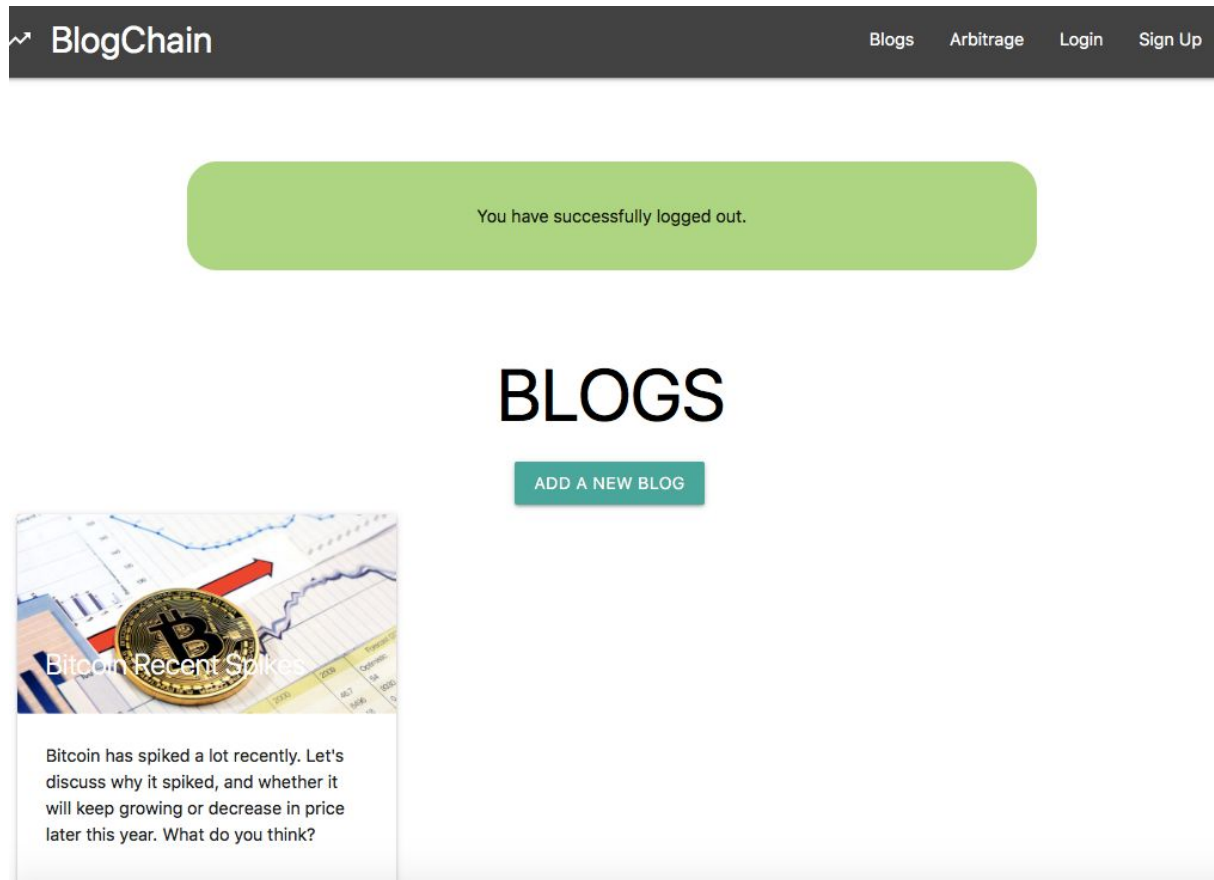 BlogChain
Blogs Arbitrage Login Sign Up
You have successfully logged out.
BLOGS
ADD A NEW BLOG
Bitcoin Recent Spikes
Bitcoin has spiked a lot recently. Let's
discuss why it spiked, and whether it
will keep growing or decrease in price
later this year. What do you think?